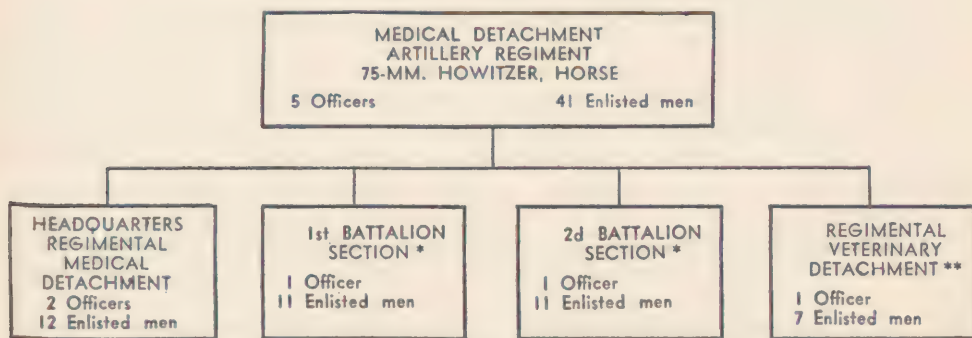 MEDICAL DETACHMENT
ARTILLERY REGIMENT
75-MM. HOWITZER, HORSE
5 Officers 41 Enlisted men
HEADQUARTERS
REGIMENTAL
MEDICAL
DETACHMENT
2 Officers
12 Enlisted men
1st BATTALION
SECTION *
1 Officer
11 Enlisted men
2d BATTALION
SECTION *
1 Officer
11 Enlisted men
REGIMENTAL
VETERINARY
DETACHMENT **
1 Officer
7 Enlisted men